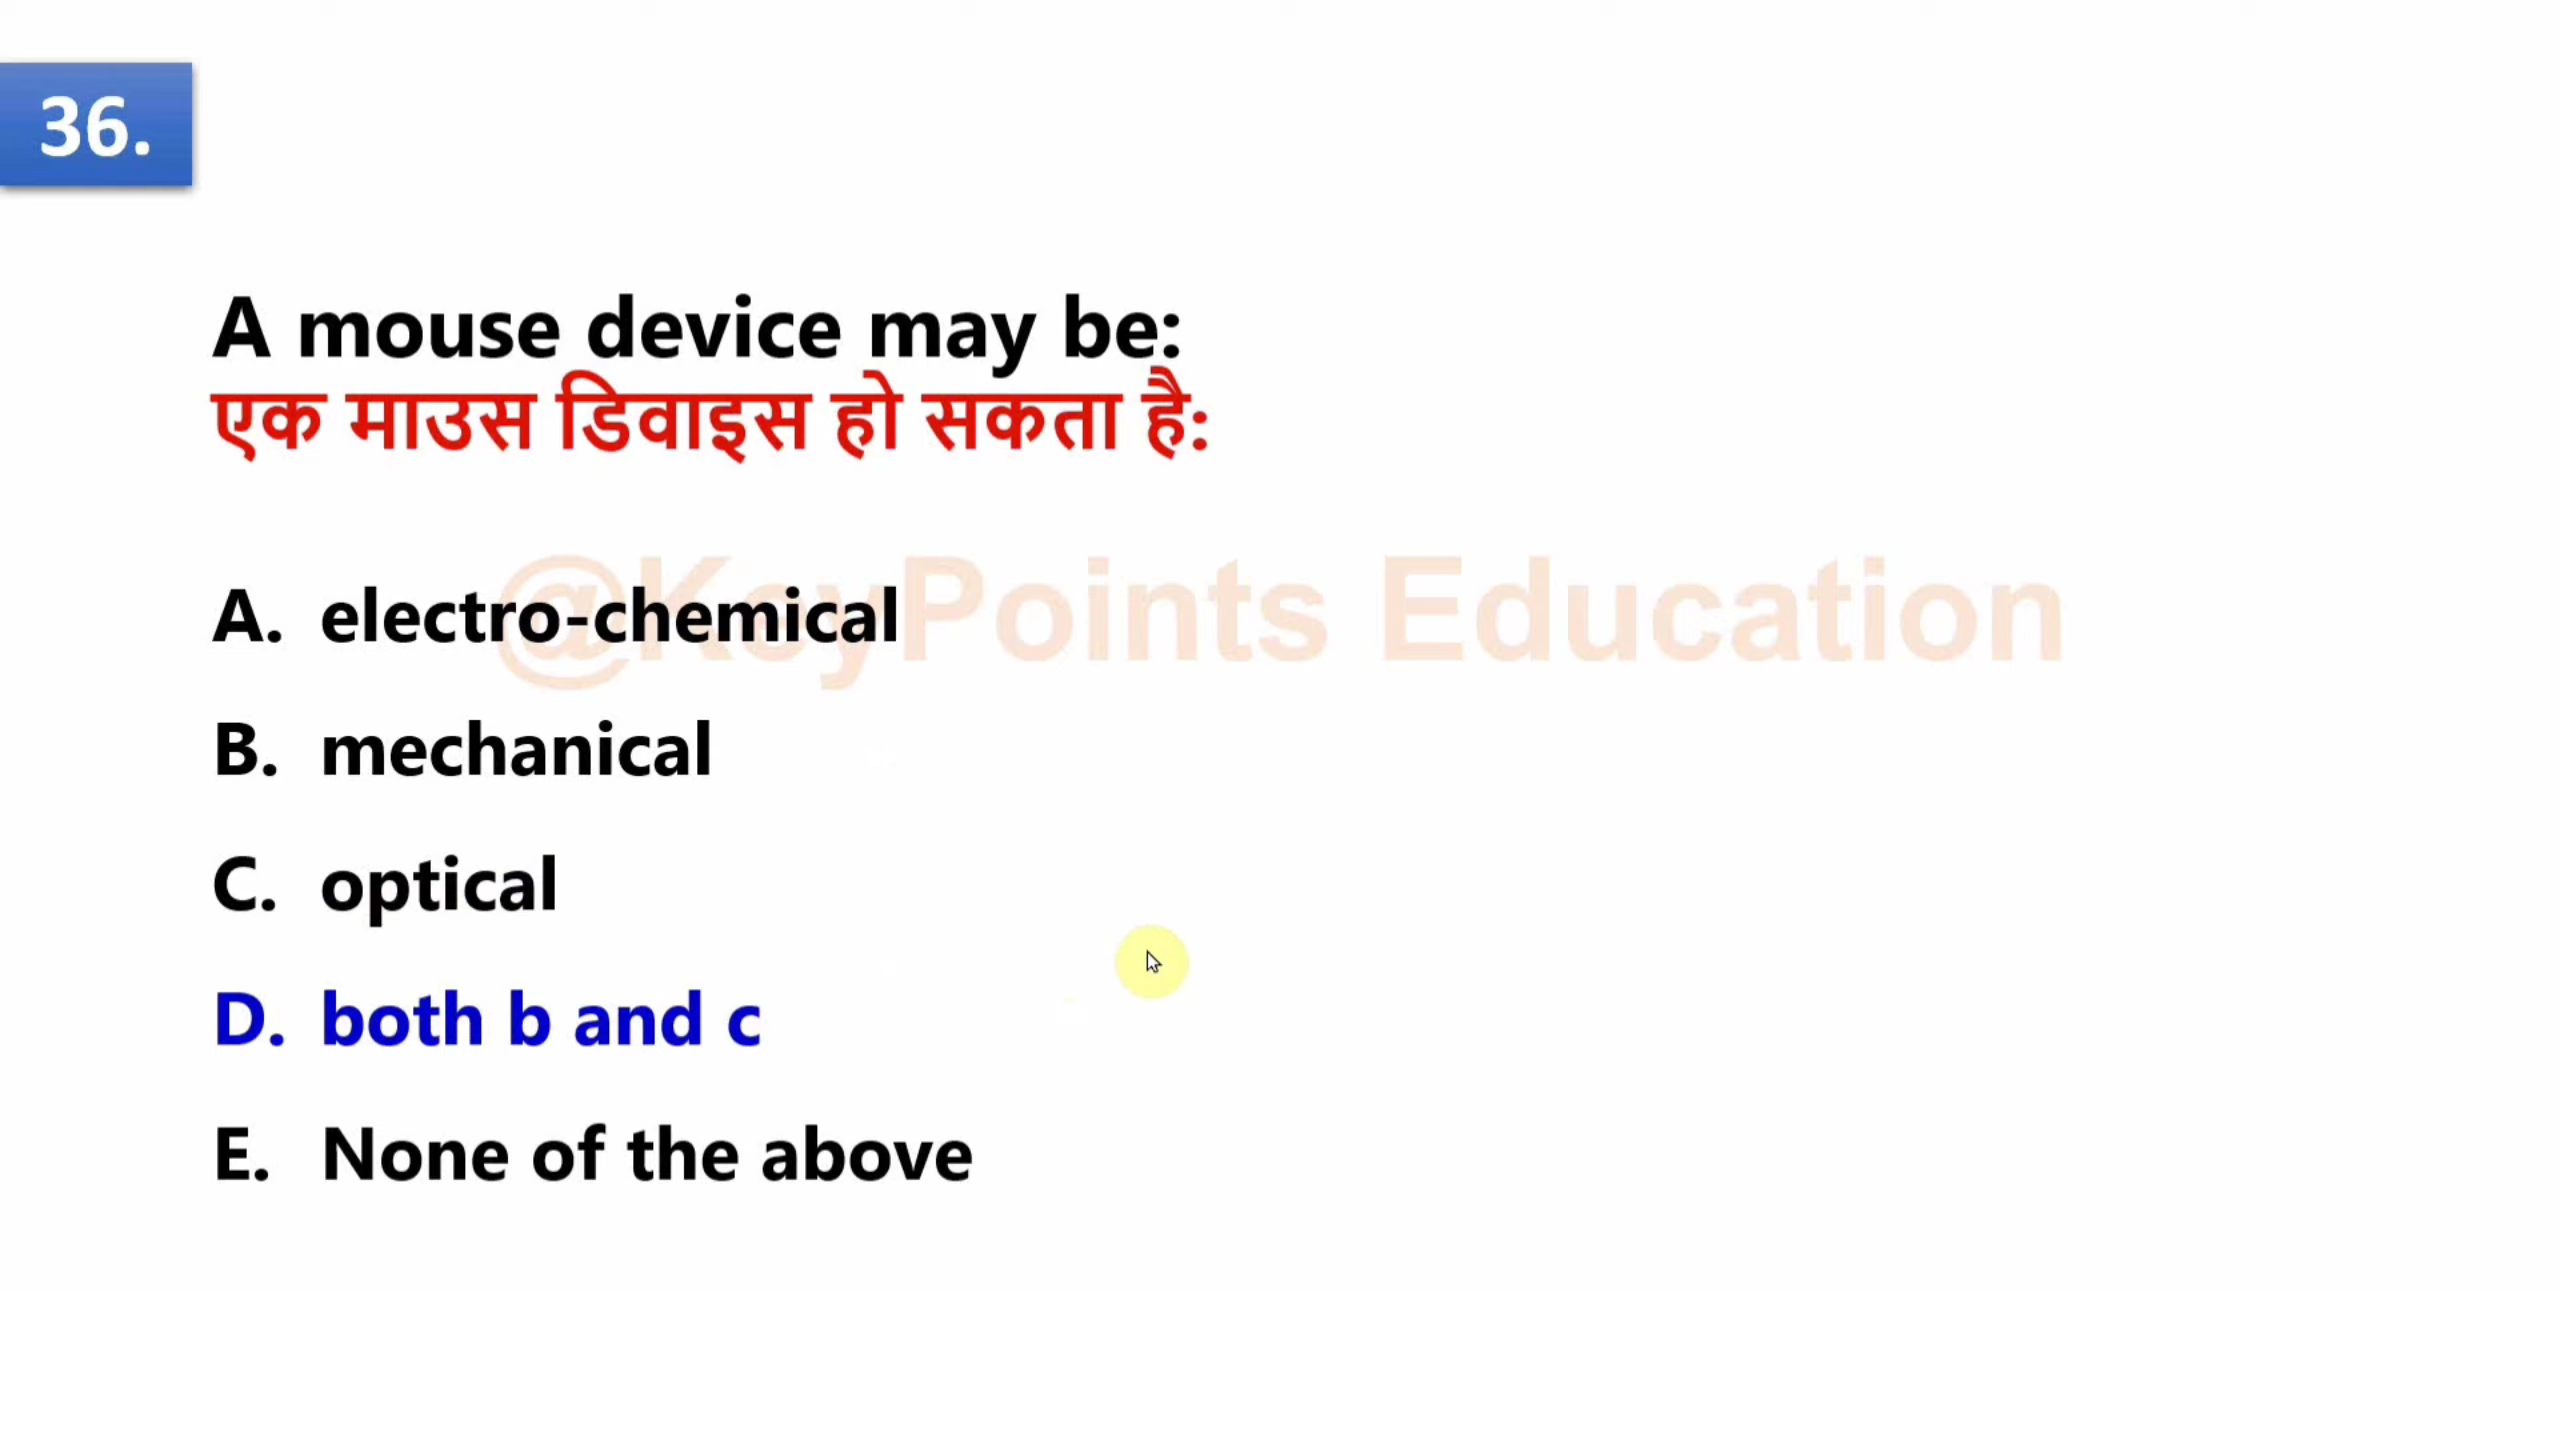 36.
A mouse device may be:
एक माउस डिवाइस हो सकता है:
@KeyPoints Education
A. electro-chemical
B. mechanical
C. optical
D. both b and c
E. None of the above